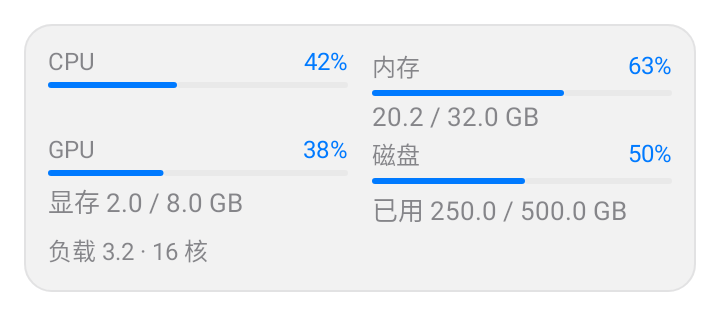 CPU 42%
内存 63%
20.2 / 32.0 GB
GPU 38%
磁盘 50%
显存 2.0 / 8.0 GB
已用 250.0 / 500.0 GB
负载 3.2 · 16 核